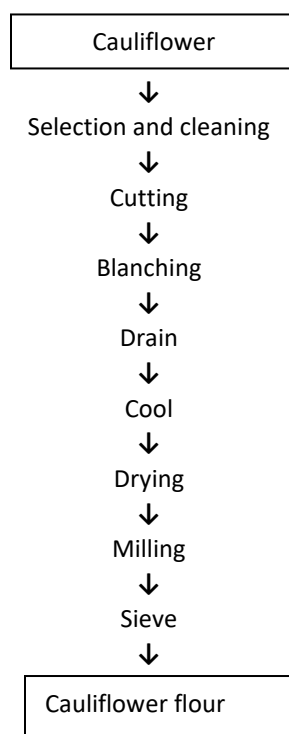 Cauliflower
↓
Selection and cleaning
↓
Cutting
↓
Blanching
↓
Drain
↓
Cool
↓
Drying
↓
Milling
↓
Sieve
↓
Cauliflower flour